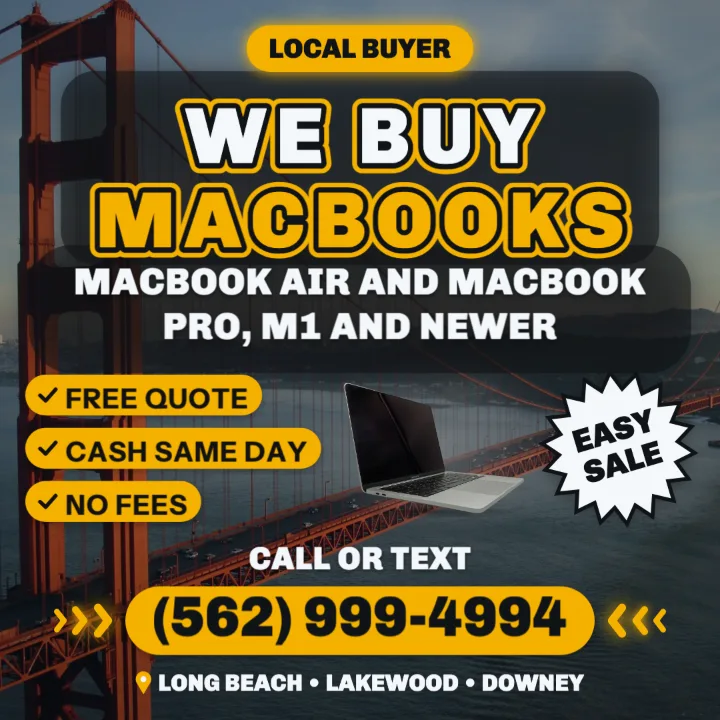 LOCAL BUYER
WE BUY
MACBOOKS
MACBOOK AIR AND MACBOOK
PRO, M1 AND NEWER
FREE QUOTE
CASH SAME DAY
NO FEES
EASY
SALE
CALL OR TEXT
(562) 999-4994
LONG BEACH • LAKEWOOD • DOWNEY